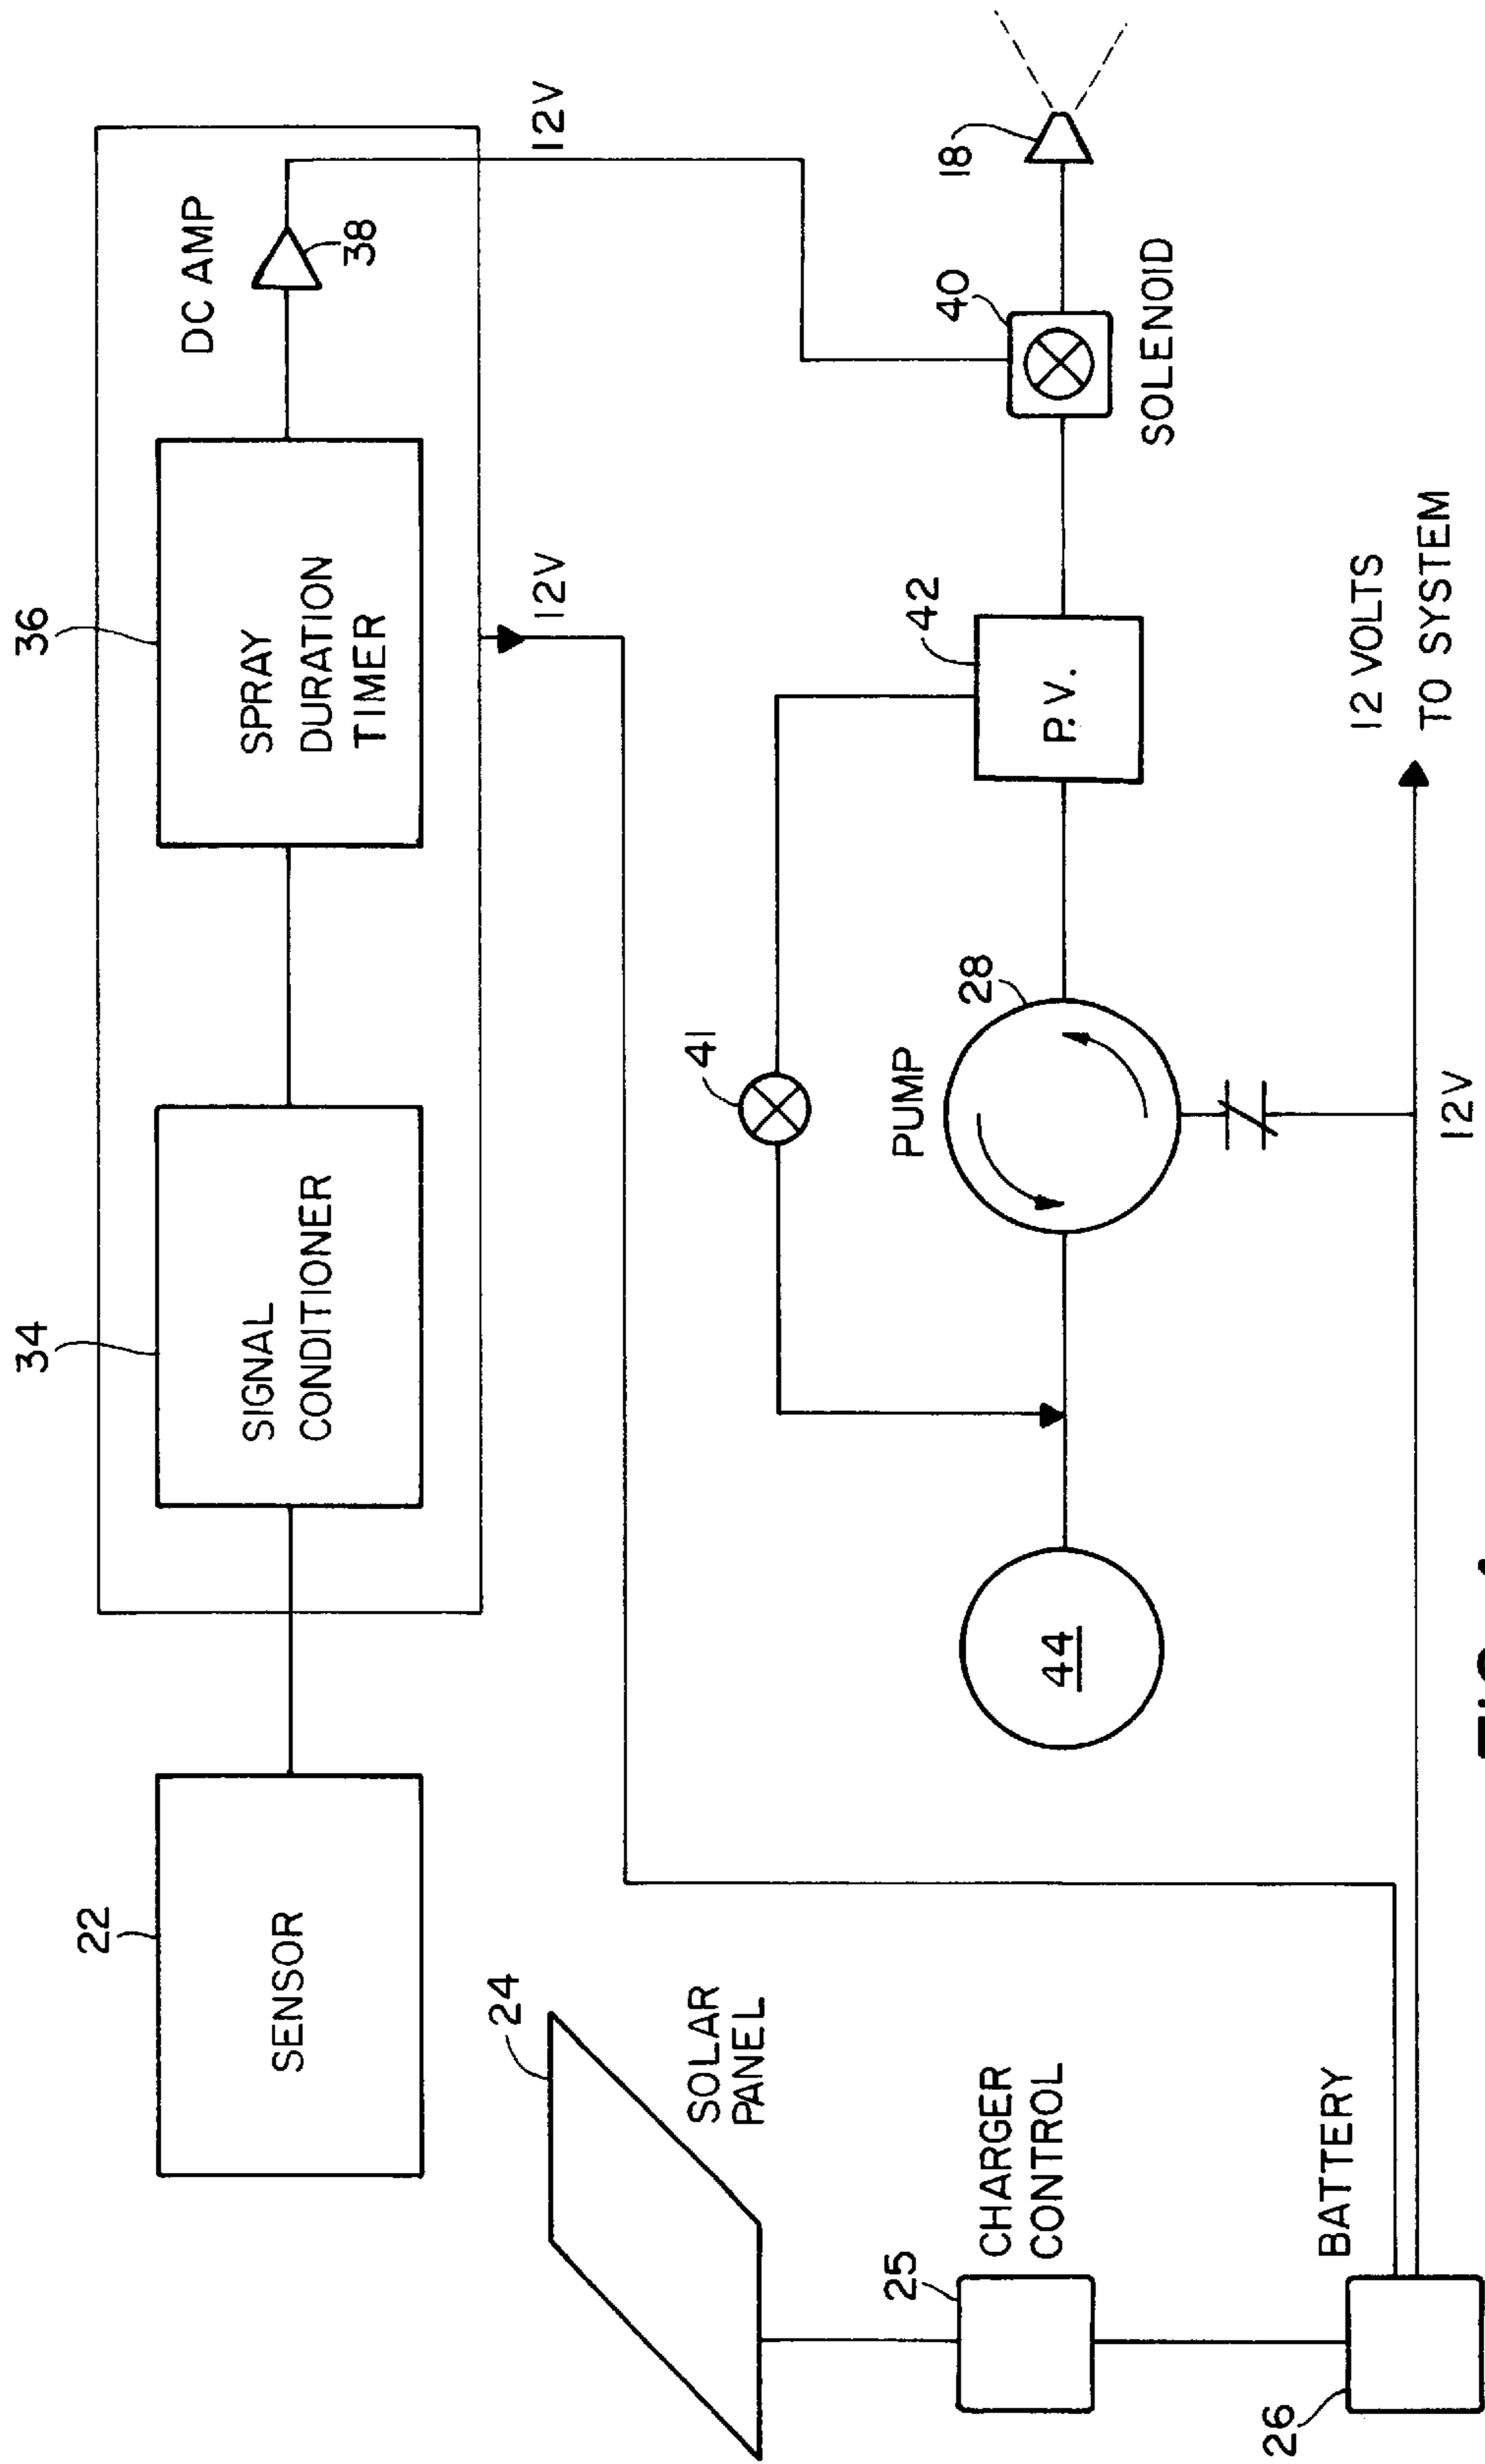 36
34
22
SPRAY
DURATION
TIMER
SIGNAL
CONDITIONER
SENSOR
DC AMP
38
12V
12V
24
SOLAR
PANEL
41
42
P.V.
40
SOLENOID
18
PUMP
28
44
25
CHARGER
CONTROL
12 VOLTS
TO SYSTEM
12V
BATTERY
26